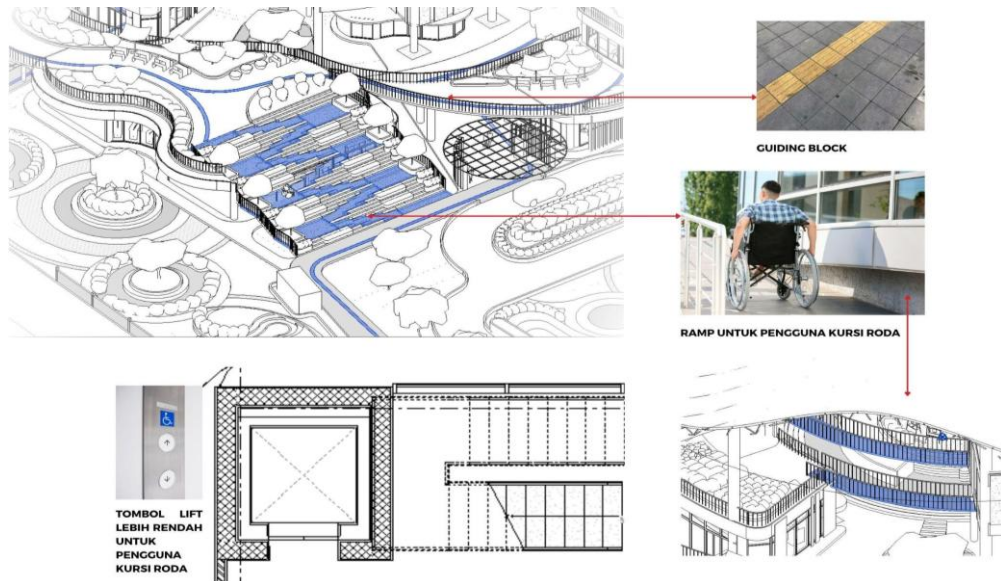 GUIDING BLOCK
RAMP UNTUK PENGGUNA KURSI RODA
TOMBOL LIFT
LEBIH RENDAH
UNTUK
PENGGUNA
KURSI RODA